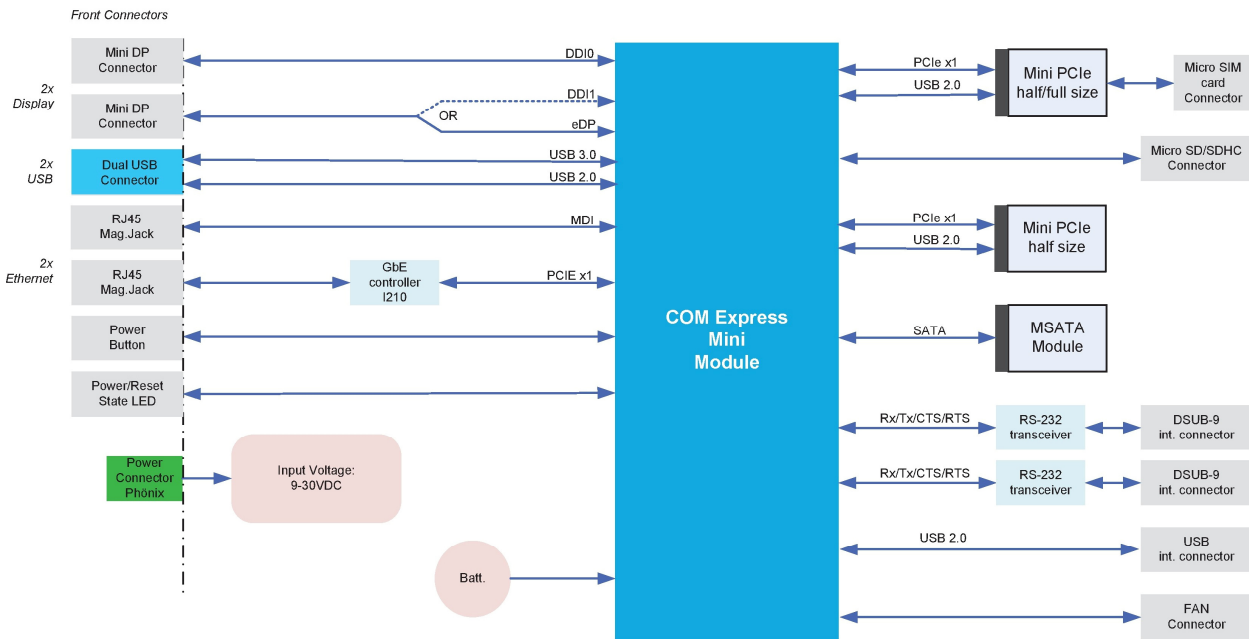 Front Connectors
Mini DP
Connector
DDI0
2x
Display
Mini DP
Connector
DDI1
OR
eDP
2x
USB
Dual USB
Connector
USB 3.0
USB 2.0
RJ45
Mag.Jack
MDI
2x
Ethernet
RJ45
Mag.Jack
GbE
controller
I210
PCIE x1
Power
Button
Power/Reset
State LED
Power
Connector
Phönix
Input Voltage:
9-30VDC
Batt.
COM Express
Mini
Module
PCIe x1
USB 2.0
Mini PCIe
half/full size
Micro SIM
card
Connector
Micro SD/SDHC
Connector
PCIe x1
USB 2.0
Mini PCIe
half size
SATA
MSATA
Module
Rx/Tx/CTS/RTS
RS-232
transceiver
DSUB-9
int. connector
Rx/Tx/CTS/RTS
RS-232
transceiver
DSUB-9
int. connector
USB 2.0
USB
int. connector
FAN
Connector